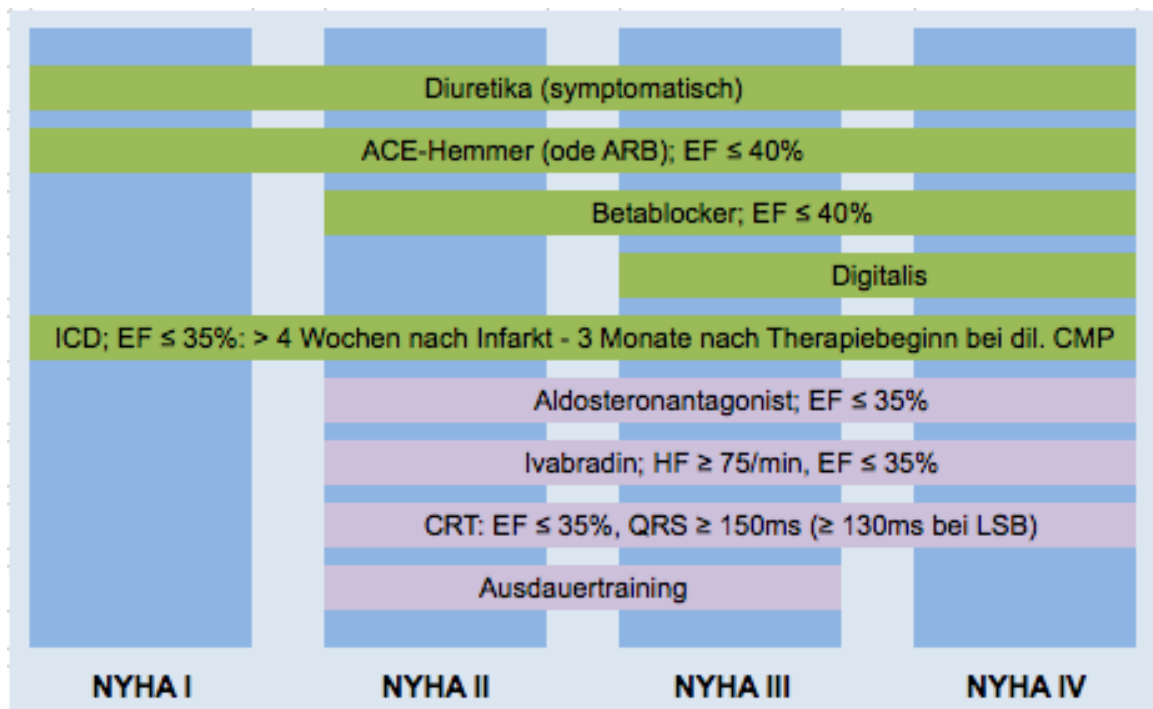 Diuretika (symptomatisch)
ACE-Hemmer (ode ARB); EF ≤ 40%
Betablocker; EF ≤ 40%
Digitalis
ICD; EF ≤ 35%: > 4 Wochen nach Infarkt - 3 Monate nach Therapiebeginn bei dil. CMP
Aldosteronantagonist; EF ≤ 35%
Ivabradin; HF ≥ 75/min, EF ≤ 35%
CRT: EF ≤ 35%, QRS ≥ 150ms (≥ 130ms bei LSB)
Ausdauertraining
NYHA I NYHA II NYHA III NYHA IV